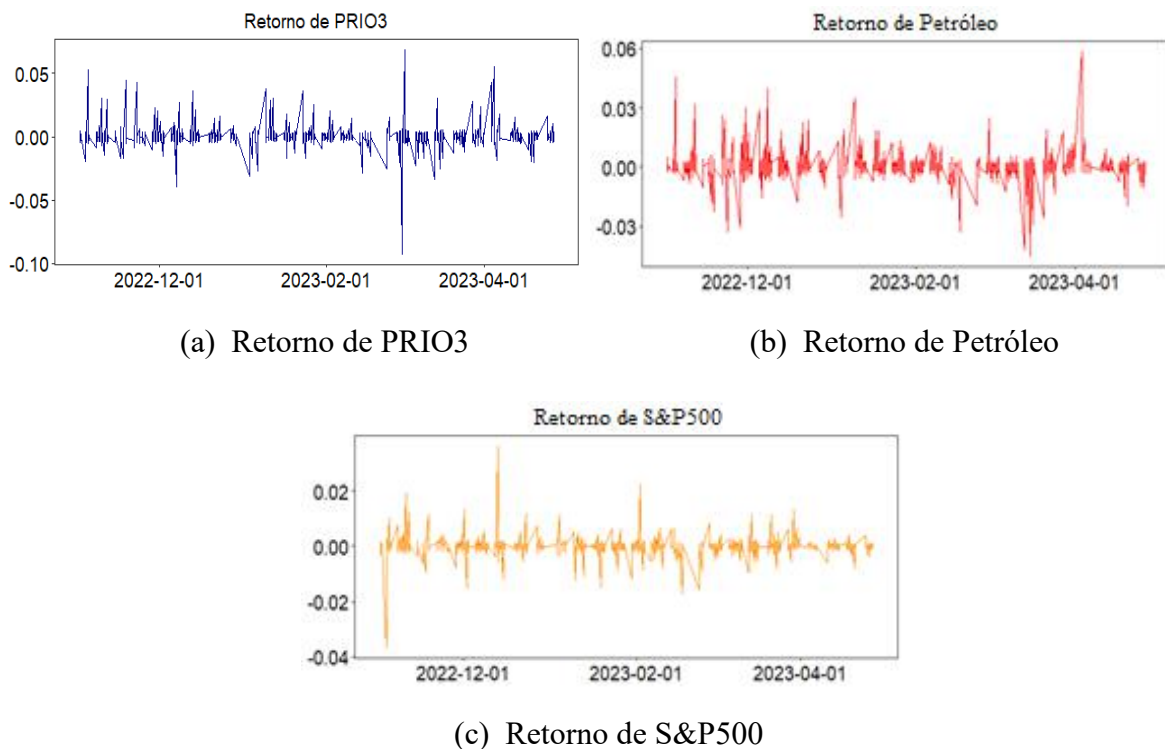 Retorno de PRIO3
0.05
0.00
-0.05
-0.10
2022-12-01 2023-02-01 2023-04-01
(a) Retorno de PRIO3
Retorno de Petróleo
0.06
0.03
0.00
-0.03
2022-12-01 2023-02-01 2023-04-01
(b) Retorno de Petróleo
Retorno de S&P500
0.02
0.00
-0.02
-0.04
2022-12-01 2023-02-01 2023-04-01
(c) Retorno de S&P500